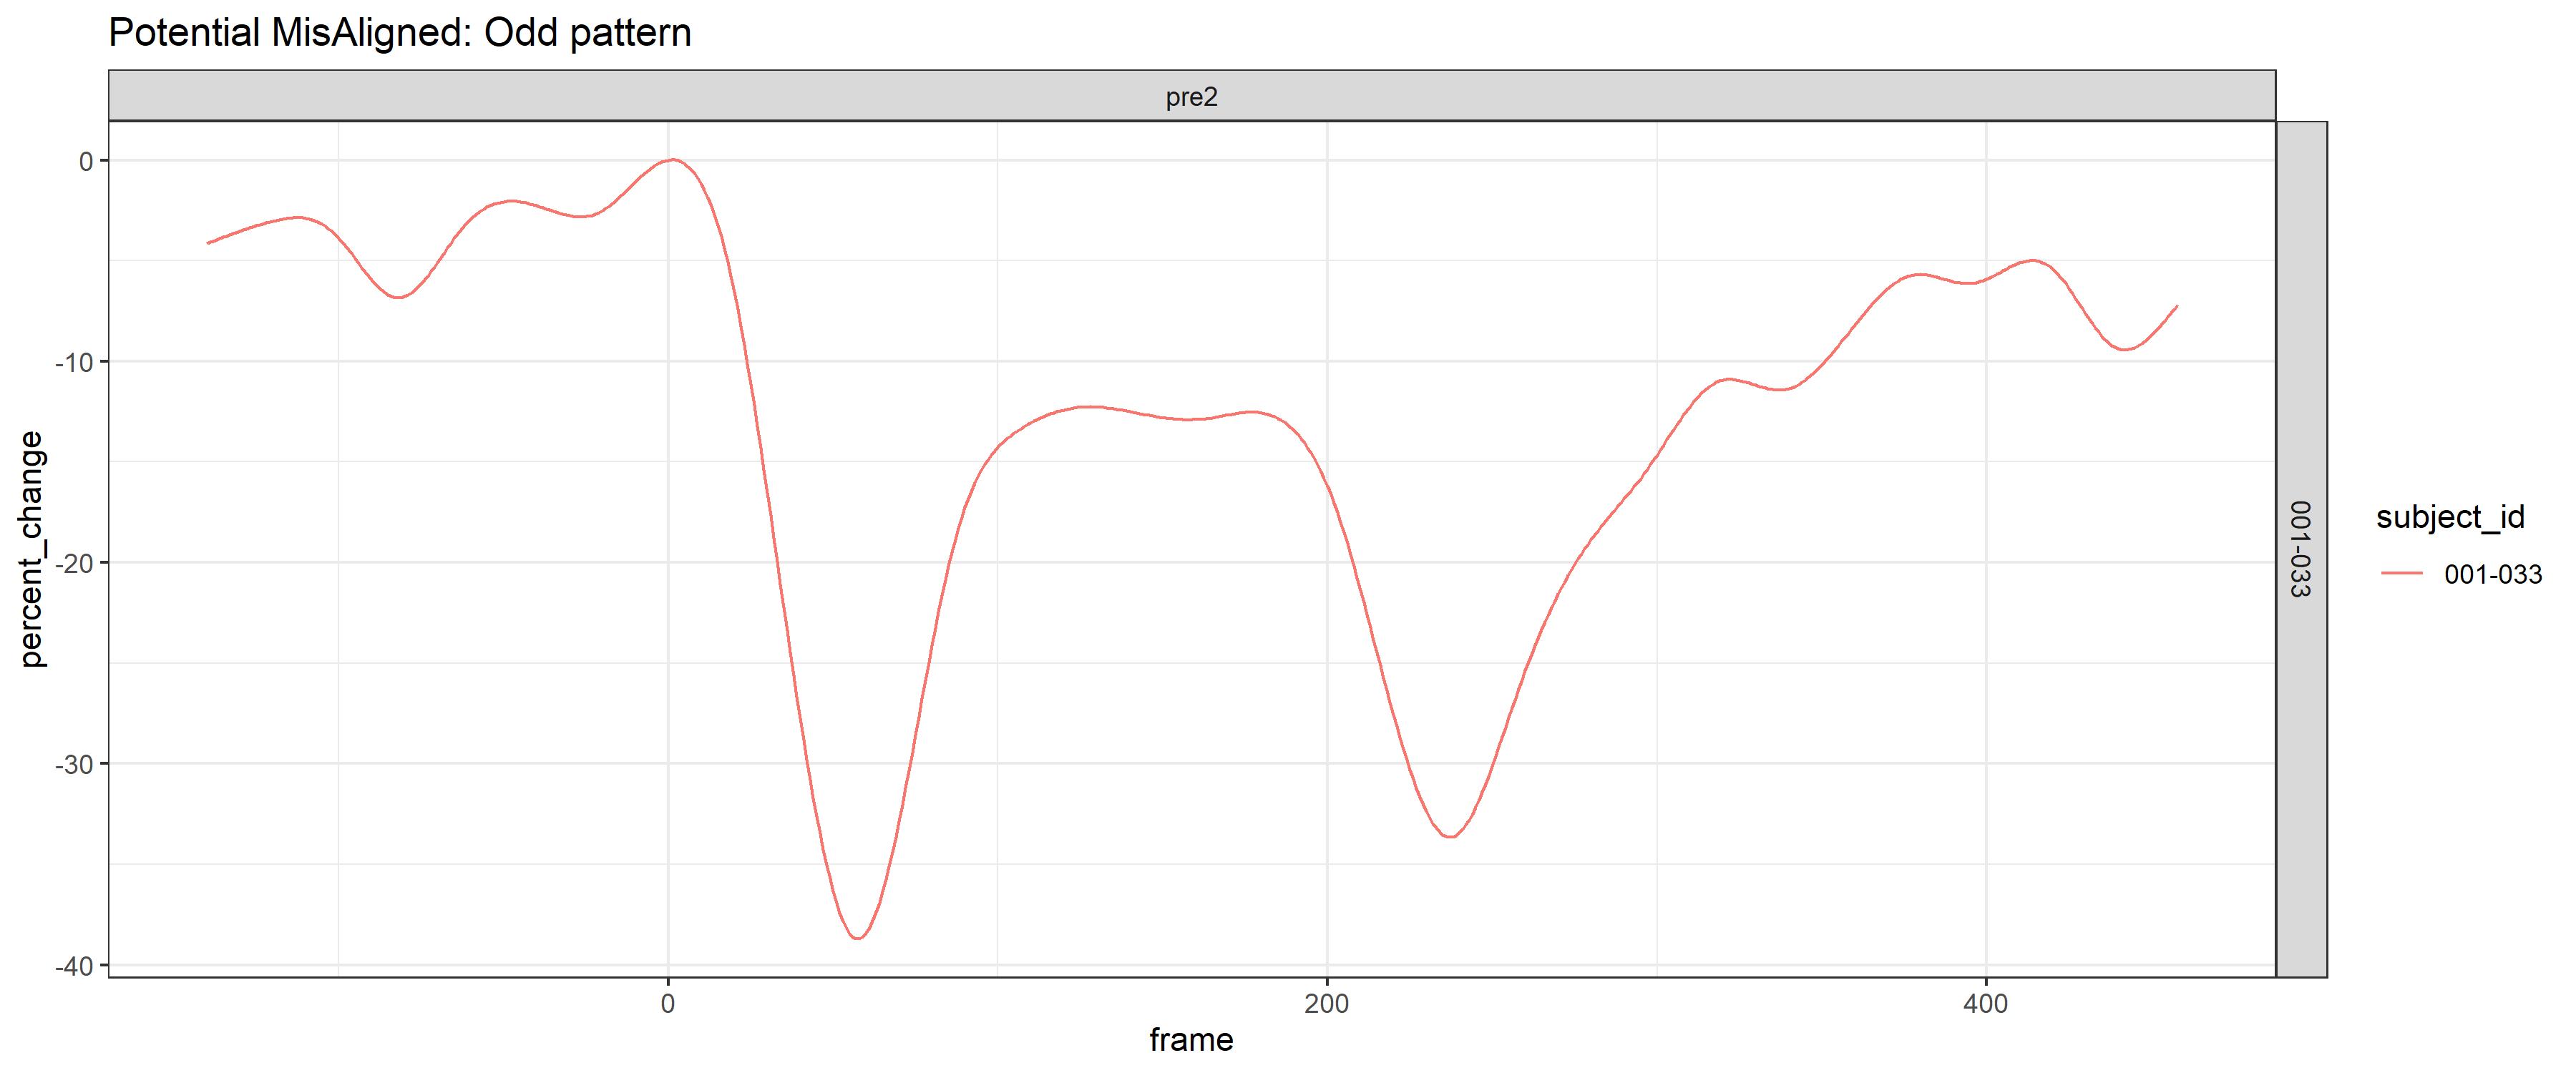 Potential MisAligned: Odd pattern
pre2
001-033
percent_change
0
-10
-20
-30
-40
0
200
400
frame
subject_id
001-033